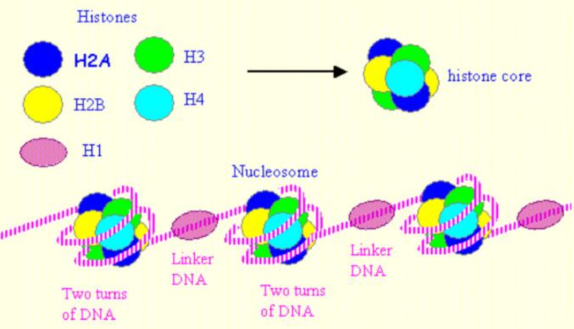 Histones
H2A
H3
H2B
H4
H1
histone core
Nucleosome
Linker
DNA
Linker
DNA
Two turns
of DNA
Two turns
of DNA